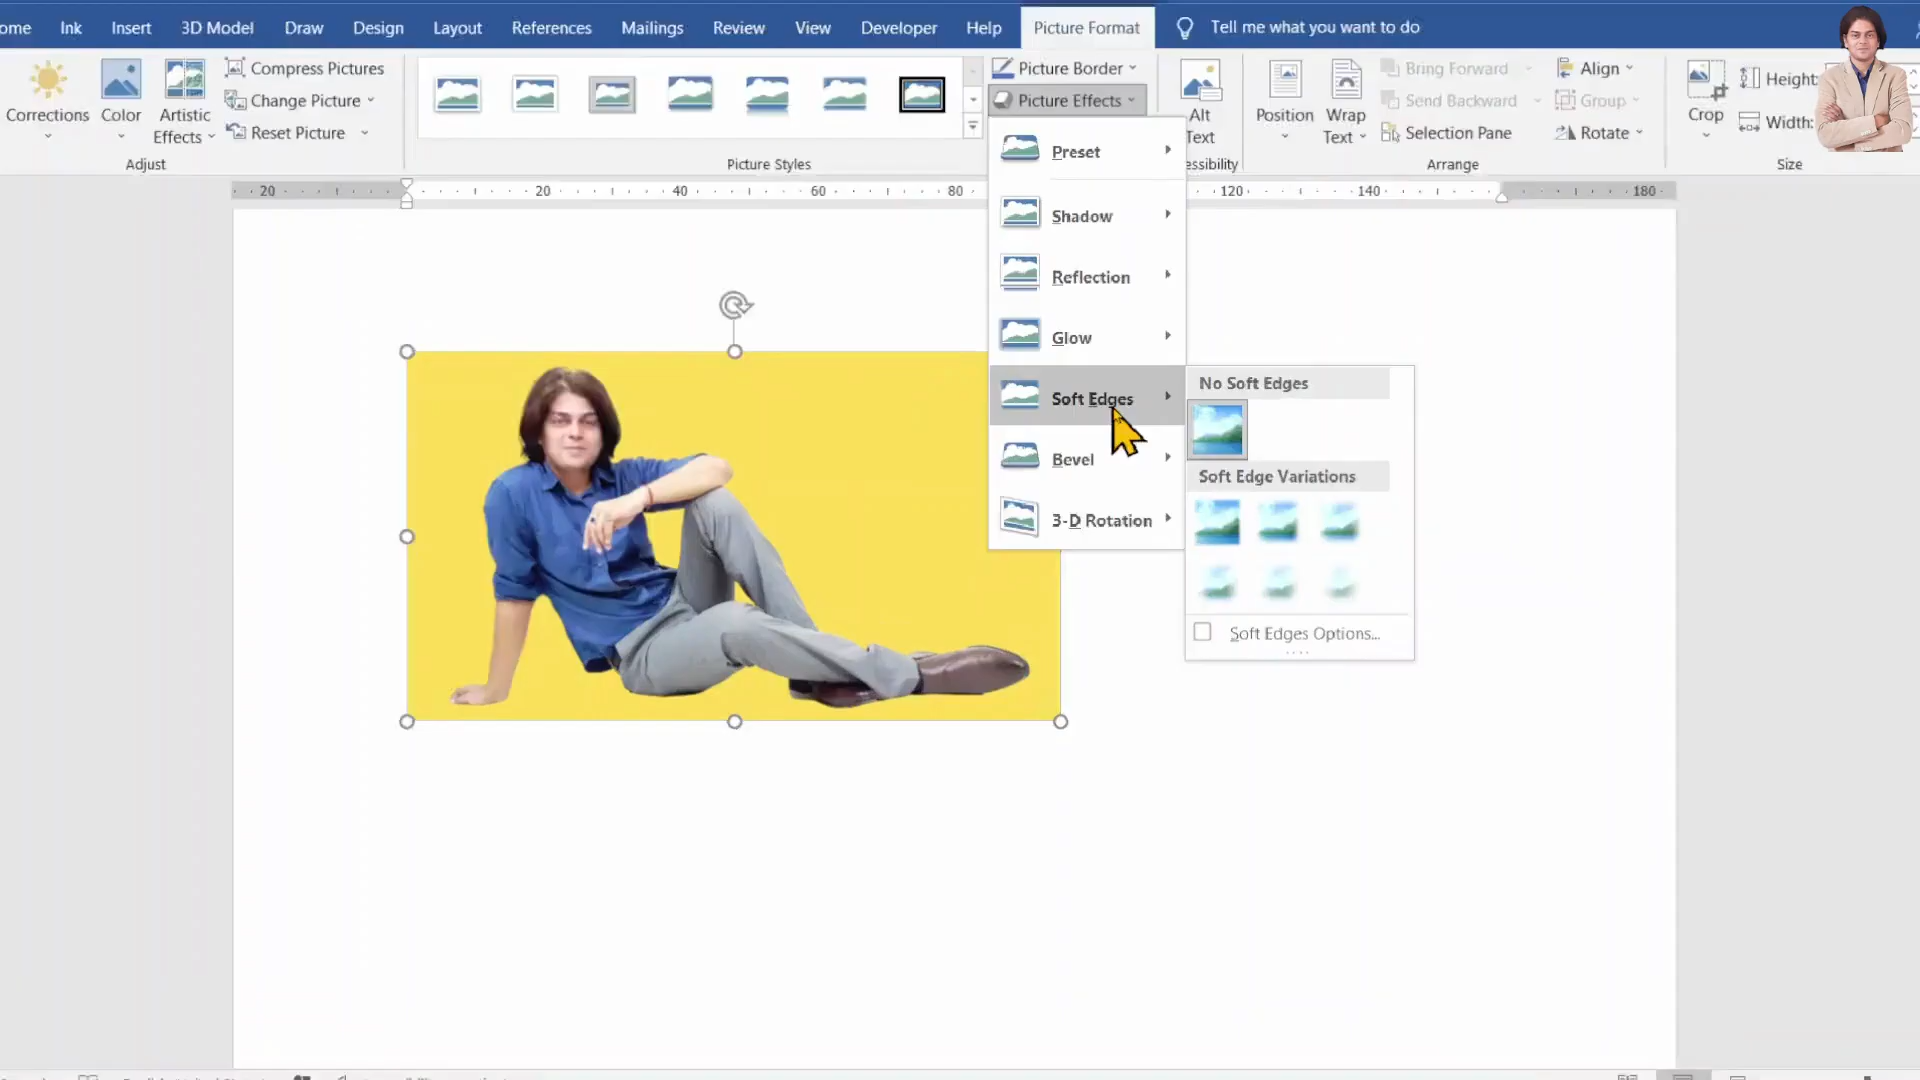 ome Ink Insert 3D Model Draw Design Layout References Mailings Review View Developer Help Picture Format Tell me what you want to do
Corrections
Color
Artistic
Effects
Compress Pictures
Change Picture
Reset Picture
Adjust
Picture Styles
Picture Border
Picture Effects
Alt
Text
essibility
Position
Wrap
Text
Bring Forward
Send Backward
Selection Pane
Align
Group
Rotate
Arrange
Crop
Height:
Width:
Size
20 20 40 60 80 120 140 180
Preset
Shadow
Reflection
Glow
Soft Edges
Bevel
3-D Rotation
No Soft Edges
Soft Edge Variations
Soft Edges Options...